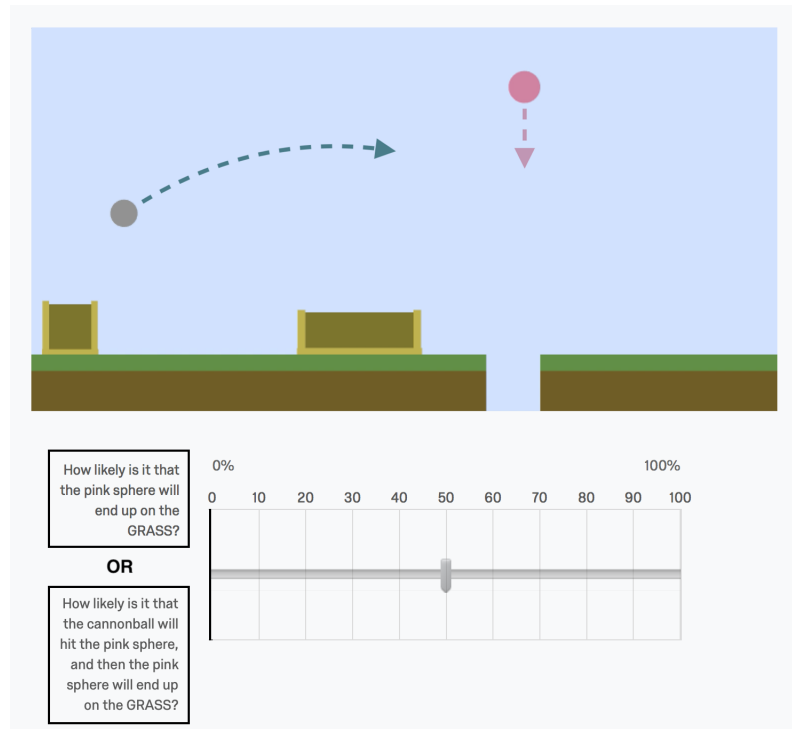 How likely is it that
the pink sphere will
end up on the
GRASS?
OR
How likely is it that
the cannonball will
hit the pink sphere,
and then the pink
sphere will end up
on the GRASS?
0% 100%
0 10 20 30 40 50 60 70 80 90 100